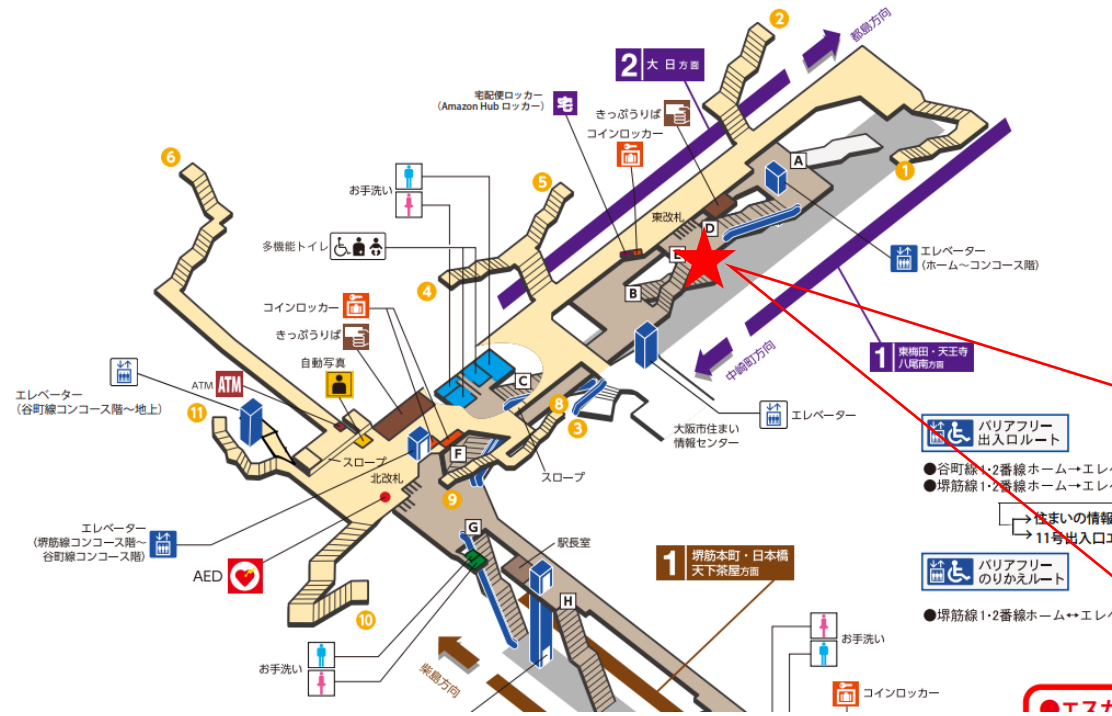 2
都島方向
2 大日方面
宅配便ロッカー
(Amazon Hub ロッカー)
宅
きっぷうりば
コインロッカー
6
お手洗い
5
A
1
東改札
D
E
多機能トイレ
エレベーター
(ホーム～コンコース階)
4
B
コインロッカー
きっぷうりば
自動写真
ATM ATM
エレベーター
(谷町線コンコース階～地上)
11
C
中崎町方向
1 東梅田・天王寺
八尾南方面
8
3
大阪市住まい
情報センター
エレベーター
スロープ
F
スロープ
北改札
9
バリアフリー
出入口ルート
●谷町線1・2番線ホーム→エレベ
●堺筋線1・2番線ホーム→エレベ
住まいの情報
11号出入口エ
エレベーター
(堺筋線コンコース階～
谷町線コンコース階)
G
駅長室
AED
1 堺筋本町・日本橋
天下茶屋方面
バリアフリー
のりかえルート
H
10
●堺筋線1・2番線ホーム↔エレベ
お手洗い
お手洗い
柴島方向
コインロッカー
●エスカ